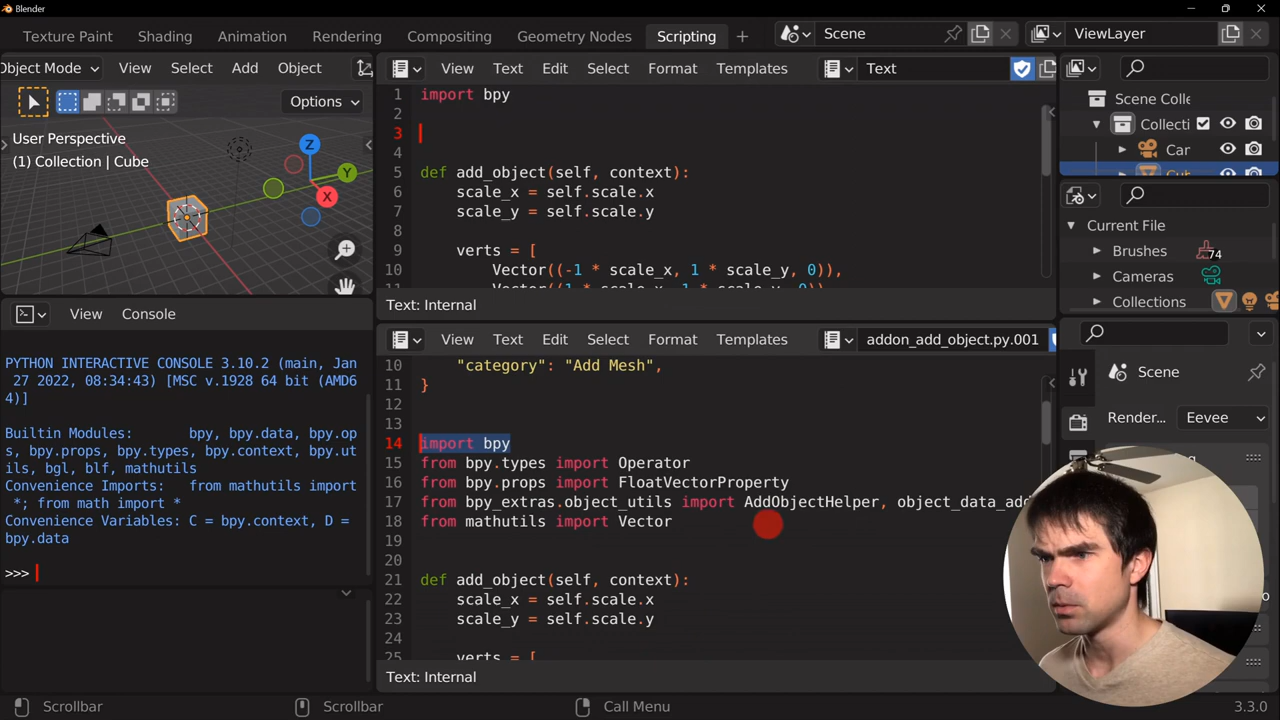 Blender
Texture Paint Shading Animation Rendering Compositing Geometry Nodes Scripting
Scene
ViewLayer
Object Mode View Select Add Object
View Text Edit Select Format Templates Text
Options
User Perspective
(1) Collection | Cube
Z
Y
X
1 import bpy
2
3
4
5 def add_object(self, context):
6 scale_x = self.scale.x
7 scale_y = self.scale.y
8
9 verts = [
10 Vector((-1 * scale_x, 1 * scale_y, 0)),
Text: Internal
Scene Colle
Collecti
Car
Current File
Brushes 74
Cameras
Collections
View Console
PYTHON INTERACTIVE CONSOLE 3.10.2 (main, Jan
27 2022, 08:34:43) [MSC v.1928 64 bit (AMD6
4)]
Builtin Modules: bpy, bpy.data, bpy.op
s, bpy.props, bpy.types, bpy.context, bpy.ut
ils, bgl, blf, mathutils
Convenience Imports: from mathutils import
*; from math import *
Convenience Variables: C = bpy.context, D =
bpy.data
>>>
View Text Edit Select Format Templates addon_add_object.py.001
10 "category": "Add Mesh",
11 }
12
13
14 import bpy
15 from bpy.types import Operator
16 from bpy.props import FloatVectorProperty
17 from bpy_extras.object_utils import AddObjectHelper, object_data_add
18 from mathutils import Vector
19
20
21 def add_object(self, context):
22 scale_x = self.scale.x
23 scale_y = self.scale.y
24
25 verts = [
Text: Internal
Scene
Render... Eevee
Scrollbar Scrollbar Call Menu 3.3.0